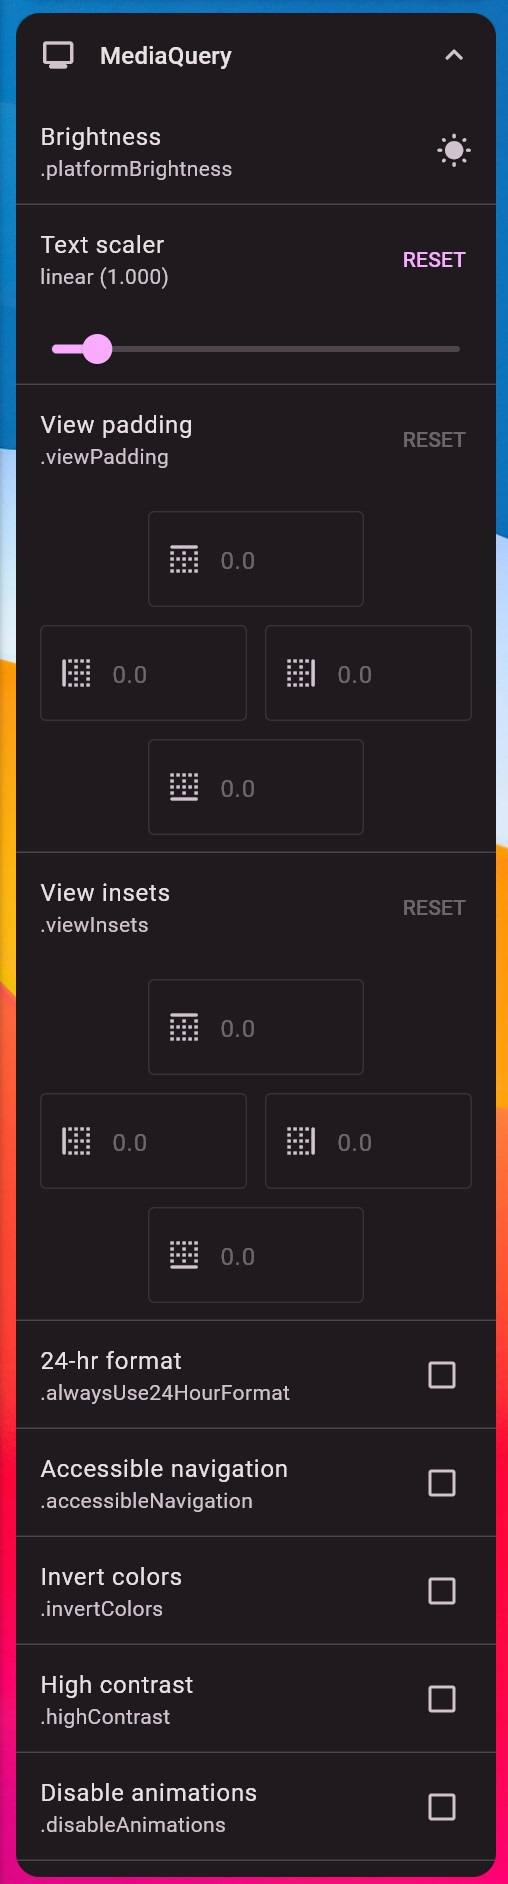 MediaQuery
Brightness
.platformBrightness
Text scaler
linear (1.000)
RESET
View padding
.viewPadding
RESET
0.0
0.0 0.0
0.0
View insets
.viewInsets
RESET
0.0
0.0 0.0
0.0
24-hr format
.alwaysUse24HourFormat
Accessible navigation
.accessibleNavigation
Invert colors
.invertColors
High contrast
.highContrast
Disable animations
.disableAnimations